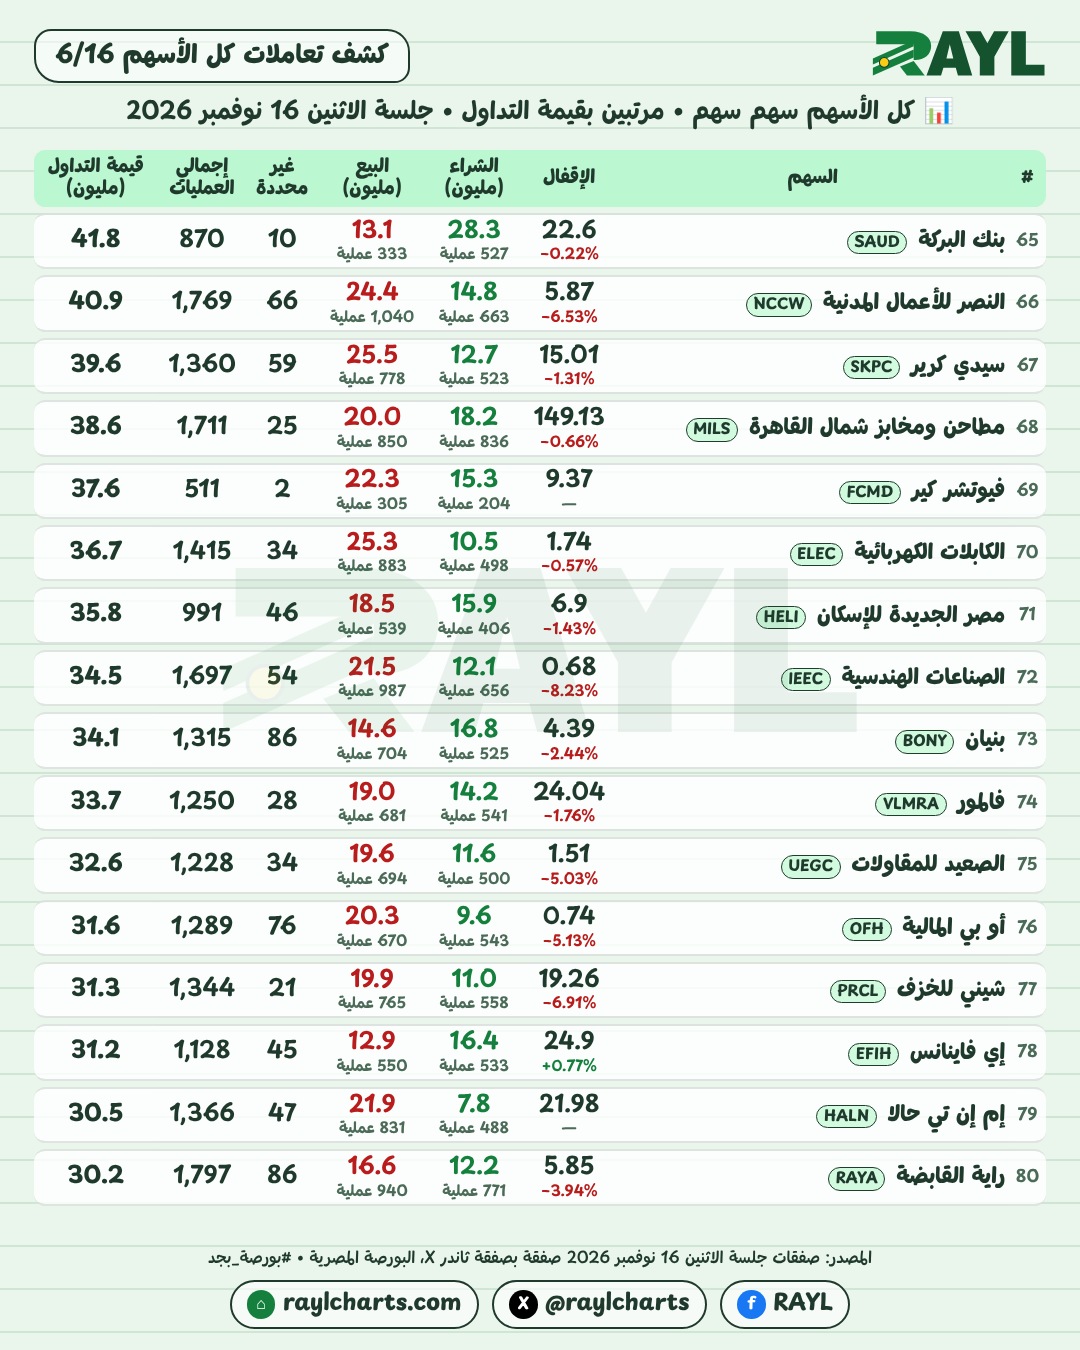 RAYL
كشف تعاملات كل الأسهم 6/16
📊 كل الأسهم سهم سهم • مرتبين بقيمة التداول • جلسة الاثنين 16 نوفمبر 2026
# السهم الإقفال الشراء (مليون) البيع (مليون) غير محددة إجمالي العمليات قيمة التداول (مليون)
65 بنك البركة SAUD 22.6 28.3 13.1 10 870 41.8
−0.22% 527 عملية 333 عملية
66 النصر للأعمال المدنية NCCW 5.87 14.8 24.4 66 1,769 40.9
−6.53% 663 عملية 1,040 عملية
67 سيدي كرير SKPC 15.01 12.7 25.5 59 1,360 39.6
−1.31% 523 عملية 778 عملية
68 مطاحن ومخابز شمال القاهرة MILS 149.13 18.2 20.0 25 1,711 38.6
−0.66% 836 عملية 850 عملية
69 فيوتشر كير FCMD 9.37 15.3 22.3 2 511 37.6
— 204 عملية 305 عملية
70 الكابلات الكهربائية ELEC 1.74 10.5 25.3 34 1,415 36.7
−0.57% 498 عملية 883 عملية
71 مصر الجديدة للإسكان HELI 6.9 15.9 18.5 46 991 35.8
−1.43% 406 عملية 539 عملية
72 الصناعات الهندسية IEEC 0.68 12.1 21.5 54 1,697 34.5
−8.23% 656 عملية 987 عملية
73 بنيان BONY 4.39 16.8 14.6 86 1,315 34.1
−2.44% 525 عملية 704 عملية
74 فالمور VLMRA 24.04 14.2 19.0 28 1,250 33.7
−1.76% 541 عملية 681 عملية
75 الصعيد للمقاولات UEGC 1.51 11.6 19.6 34 1,228 32.6
−5.03% 500 عملية 694 عملية
76 أو بي المالية OFH 0.74 9.6 20.3 76 1,289 31.6
−5.13% 543 عملية 670 عملية
77 شيني للخزف PRCL 19.26 11.0 19.9 21 1,344 31.3
−6.91% 558 عملية 765 عملية
78 إي فاينانس EFIH 24.9 16.4 12.9 45 1,128 31.2
+0.77% 533 عملية 550 عملية
79 إم إن تي حالا HALN 21.98 7.8 21.9 47 1,366 30.5
— 488 عملية 831 عملية
80 راية القابضة RAYA 5.85 12.2 16.6 86 1,797 30.2
−3.94% 771 عملية 940 عملية
المصدر: صفقات جلسة الاثنين 16 نوفمبر 2026 صفقة بصفقة ثاندر X، البورصة المصرية • #بورصة_بجد
raylcharts.com @raylcharts RAYL